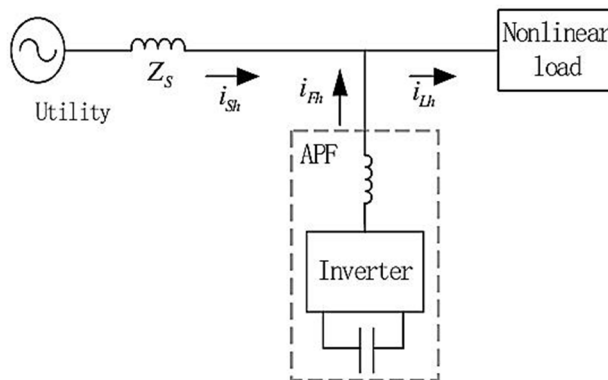 Nonlinear
load
Z_S
i_Sh
i_Fh
i_Lh
Utility
APF
Inverter